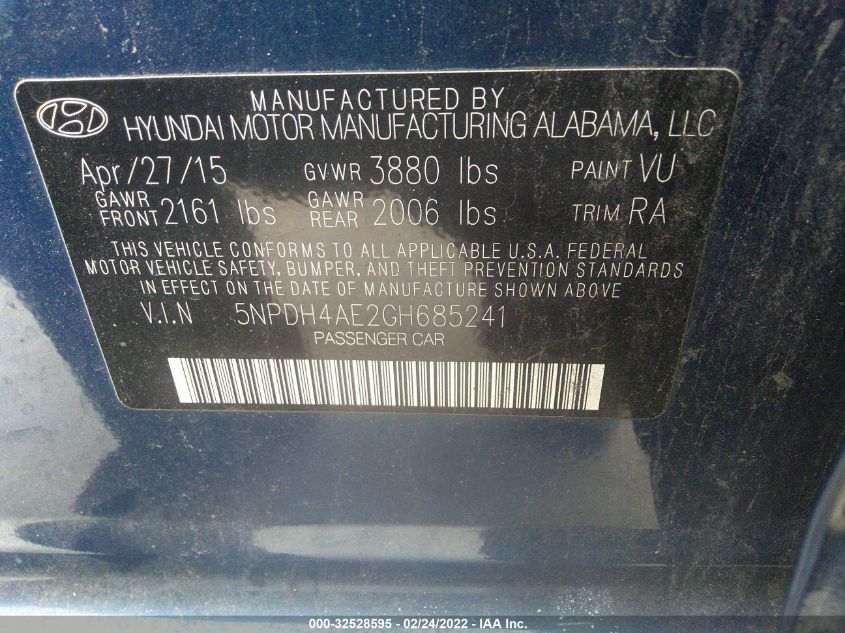 MANUFACTURED BY
HYUNDAI MOTOR MANUFACTURING ALABAMA, LLC
Apr/27/15 GVWR 3880 lbs PAINT VU
GAWR FRONT 2161 lbs GAWR REAR 2006 lbs TRIM RA
THIS VEHICLE CONFORMS TO ALL APPLICABLE U.S.A. FEDERAL
MOTOR VEHICLE SAFETY, BUMPER, AND THEFT PREVENTION STANDARDS
IN EFFECT ON THE DATE OF MANUFACTURE SHOWN ABOVE
V.I.N 5NPDH4AE2GH685241
PASSENGER CAR
000-32528595 - 02/24/2022 - IAA Inc.